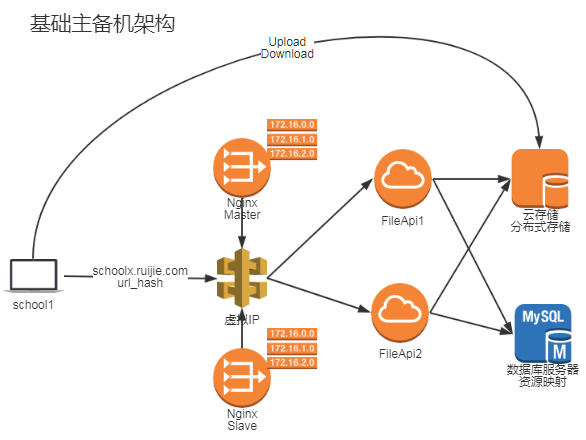 基础主备机架构
Upload
Download
172.16.0.0
172.16.1.0
172.16.2.0
Nginx
Master
FileApi1
云存储
分布式存储
schoolx.ruijie.com
url_hash
school1
虚拟IP
172.16.0.0
172.16.1.0
172.16.2.0
FileApi2
MySQL
M
数据库服务器
资源映射
Nginx
Slave